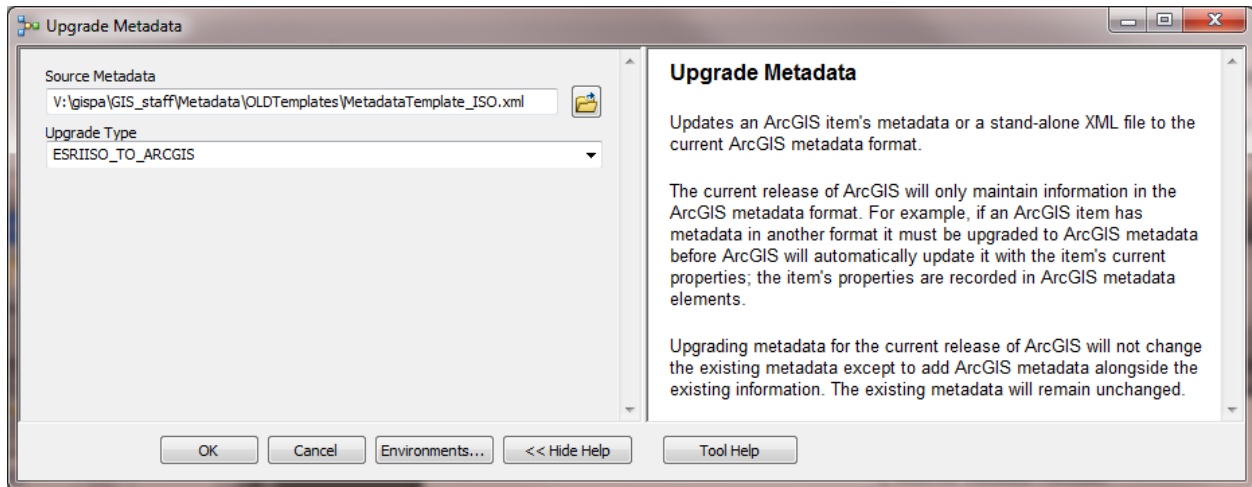 Upgrade Metadata
Source Metadata
V:\gispa\GIS_staff\Metadata\OLDTemplates\MetadataTemplate_ISO.xml
Upgrade Type
ESRIISO_TO_ARCGIS
Upgrade Metadata
Updates an ArcGIS item's metadata or a stand-alone XML file to the
current ArcGIS metadata format.
The current release of ArcGIS will only maintain information in the
ArcGIS metadata format. For example, if an ArcGIS item has
metadata in another format it must be upgraded to ArcGIS metadata
before ArcGIS will automatically update it with the item's current
properties; the item's properties are recorded in ArcGIS metadata
elements.
Upgrading metadata for the current release of ArcGIS will not change
the existing metadata except to add ArcGIS metadata alongside the
existing information. The existing metadata will remain unchanged.
OK Cancel Environments... << Hide Help Tool Help